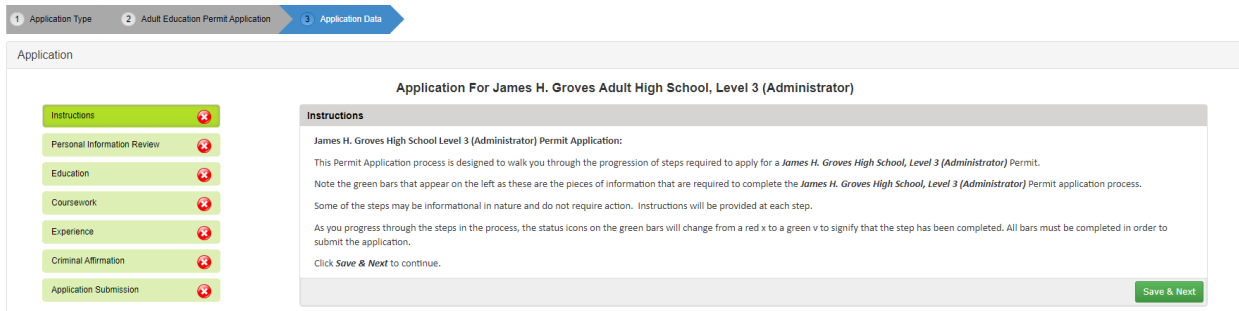 1 Application Type 2 Adult Education Permit Application 3 Application Data
Application
Application For James H. Groves Adult High School, Level 3 (Administrator)
Instructions
Personal Information Review
Education
Coursework
Experience
Criminal Affirmation
Application Submission
Instructions
James H. Groves High School Level 3 (Administrator) Permit Application:
This Permit Application process is designed to walk you through the progression of steps required to apply for a James H. Groves High School, Level 3 (Administrator) Permit.
Note the green bars that appear on the left as these are the pieces of information that are required to complete the James H. Groves High School, Level 3 (Administrator) Permit application process.
Some of the steps may be informational in nature and do not require action. Instructions will be provided at each step.
As you progress through the steps in the process, the status icons on the green bars will change from a red x to a green v to signify that the step has been completed. All bars must be completed in order to
submit the application.
Click Save & Next to continue.
Save & Next